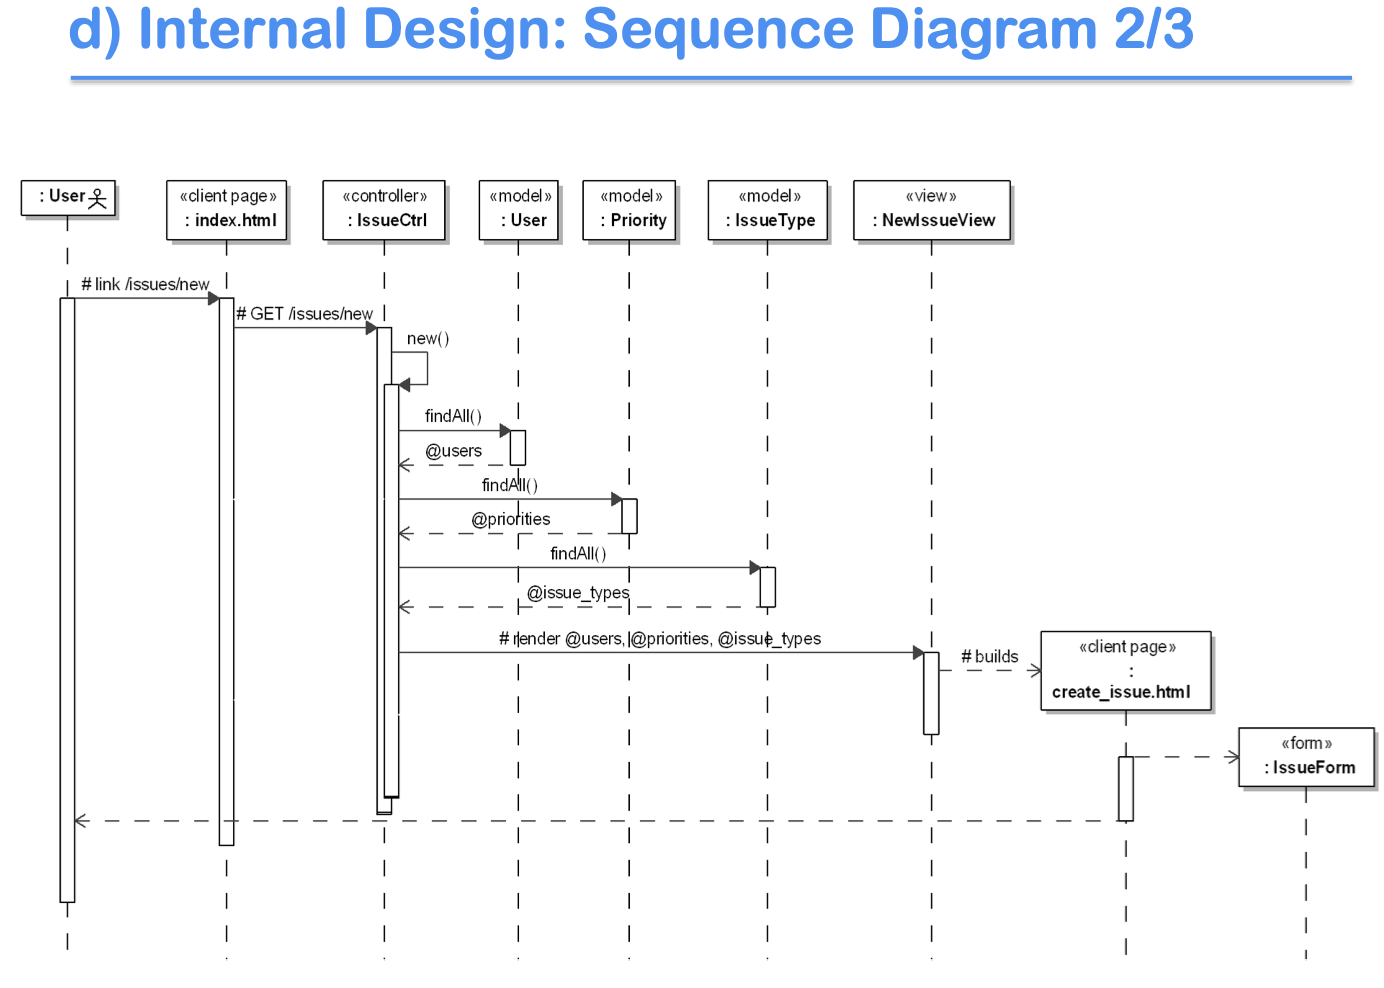 d) Internal Design: Sequence Diagram 2/3
: User
«client page»
: index.html
«controller»
: IssueCtrl
«model»
: User
«model»
: Priority
«model»
: IssueType
«view»
: NewIssueView
# link /issues/new
# GET /issues/new
new()
findAll()
@users
findAll()
@priorities
findAll()
@issue_types
# render @users, @priorities, @issue_types
# builds
«client page»
:
create_issue.html
«form»
: IssueForm